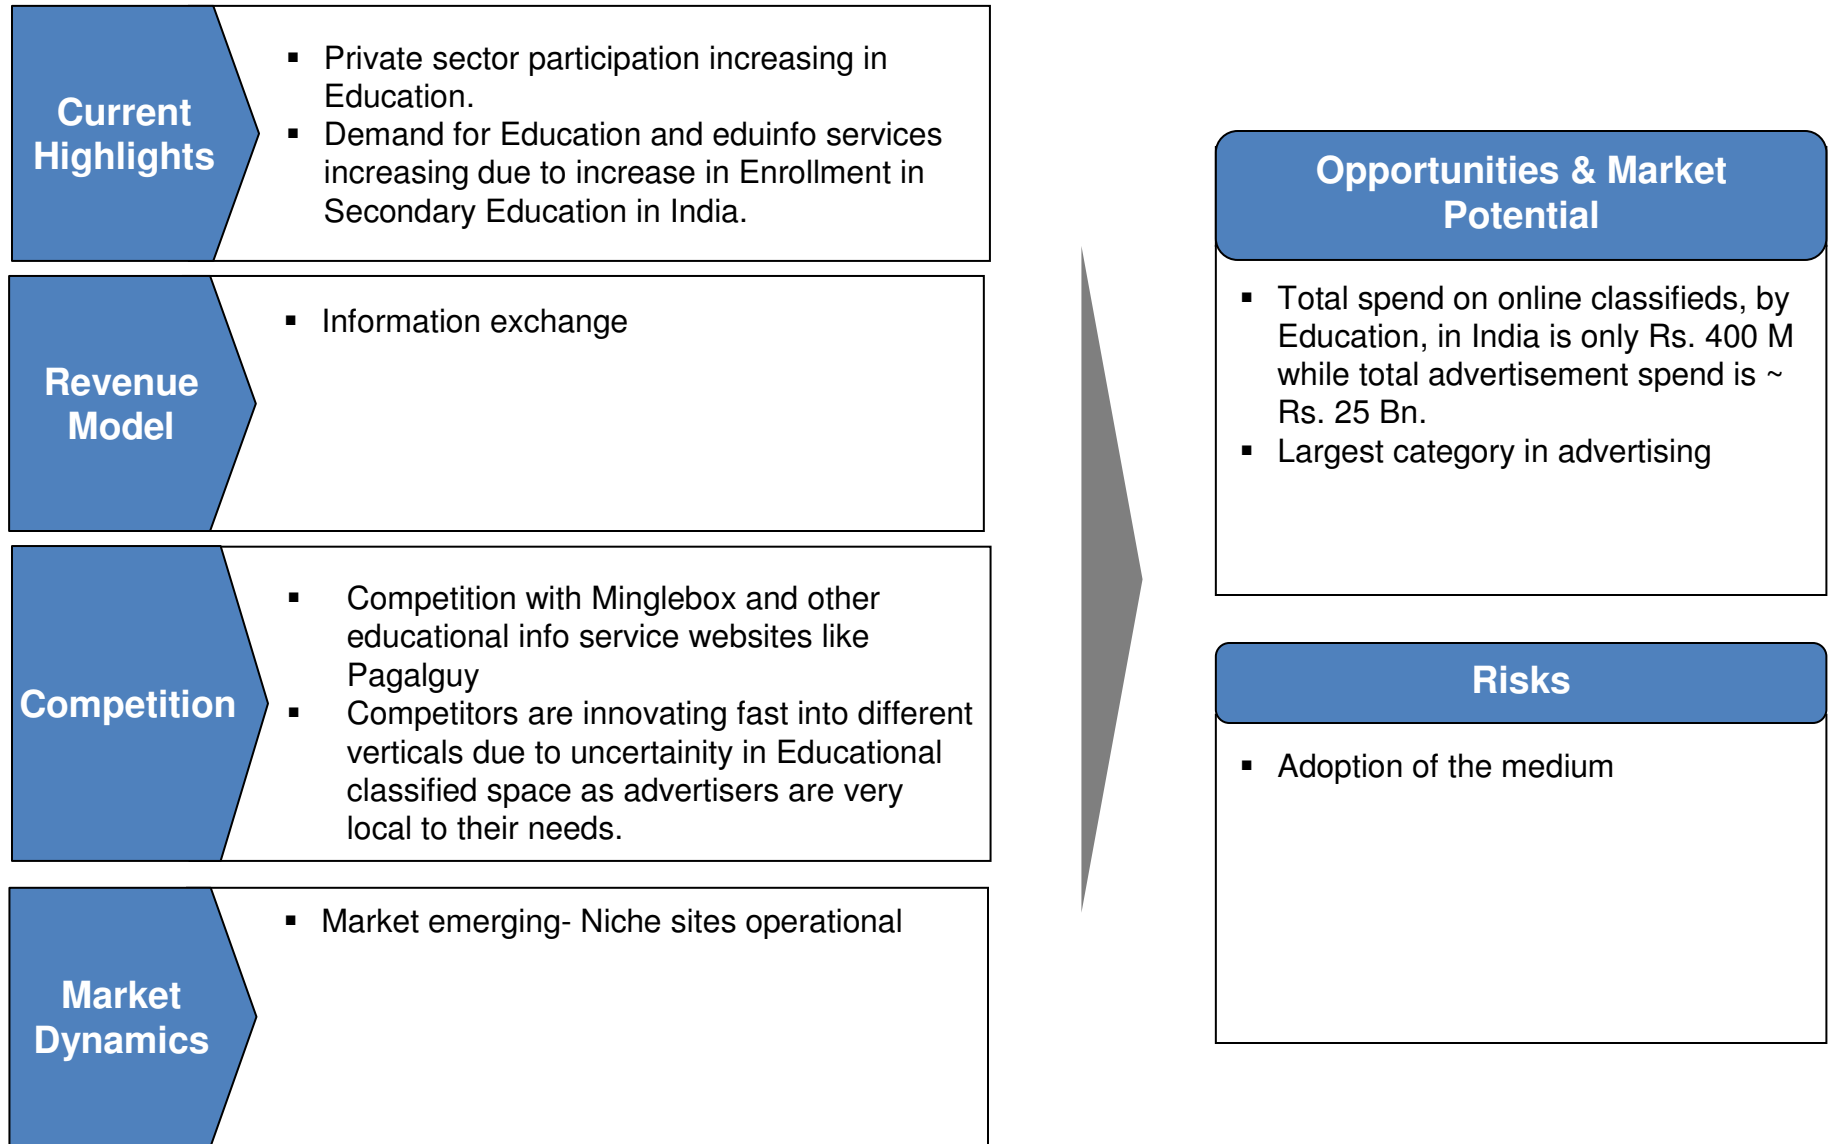 Current
Highlights
▪ Private sector participation increasing in
Education.
▪ Demand for Education and eduinfo services
increasing due to increase in Enrollment in
Secondary Education in India.
Revenue
Model
▪ Information exchange
Competition
▪ Competition with Minglebox and other
educational info service websites like
Pagalguy
▪ Competitors are innovating fast into different
verticals due to uncertainity in Educational
classified space as advertisers are very
local to their needs.
Market
Dynamics
▪ Market emerging- Niche sites operational
Opportunities & Market
Potential
▪ Total spend on online classifieds, by
Education, in India is only Rs. 400 M
while total advertisement spend is ~
Rs. 25 Bn.
▪ Largest category in advertising
Risks
▪ Adoption of the medium